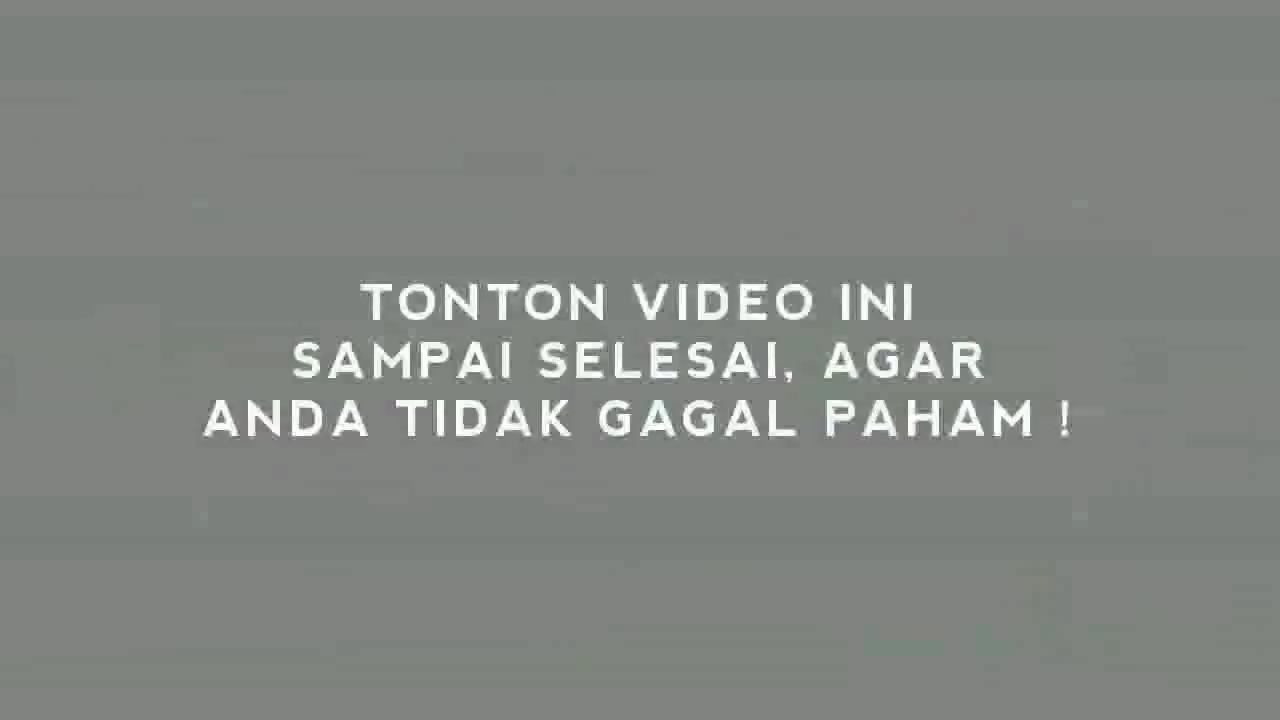 TONTON VIDEO INI
SAMPAI SELESAI, AGAR
ANDA TIDAK GAGAL PAHAM !